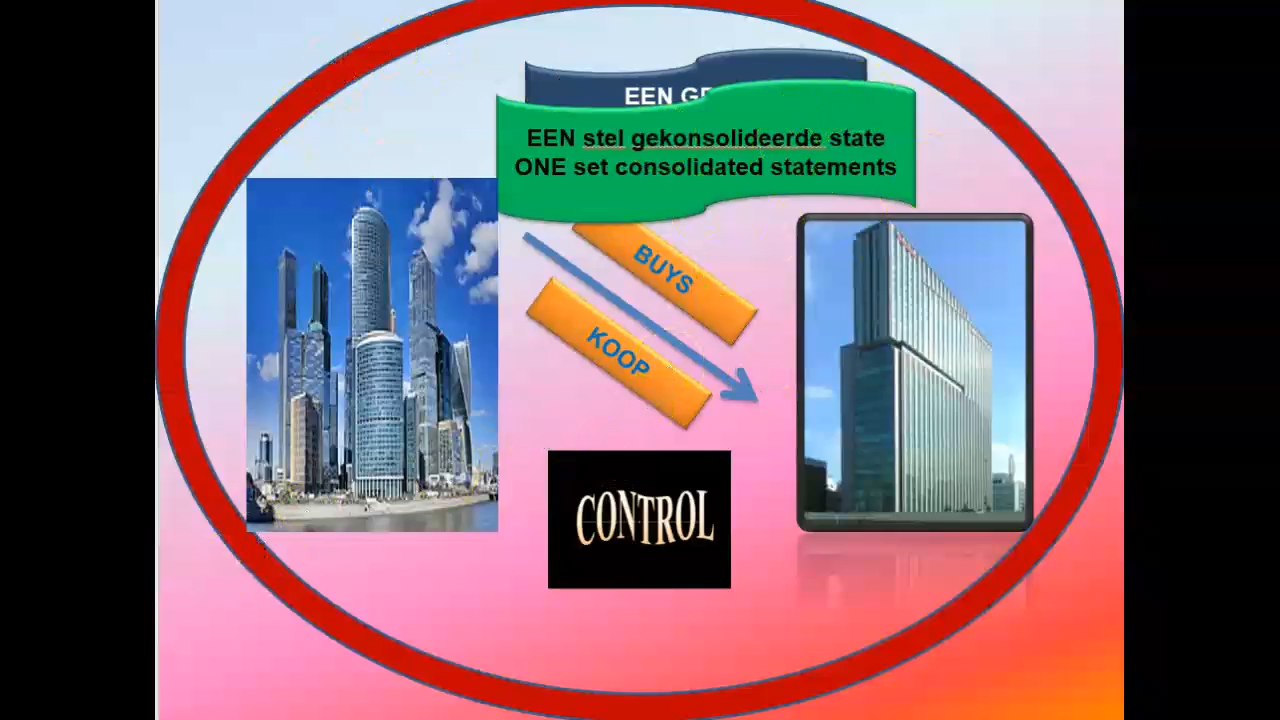 EEN
EEN stel gekonsolideerde state
ONE set consolidated statements
BUYS
KOOP
CONTROL